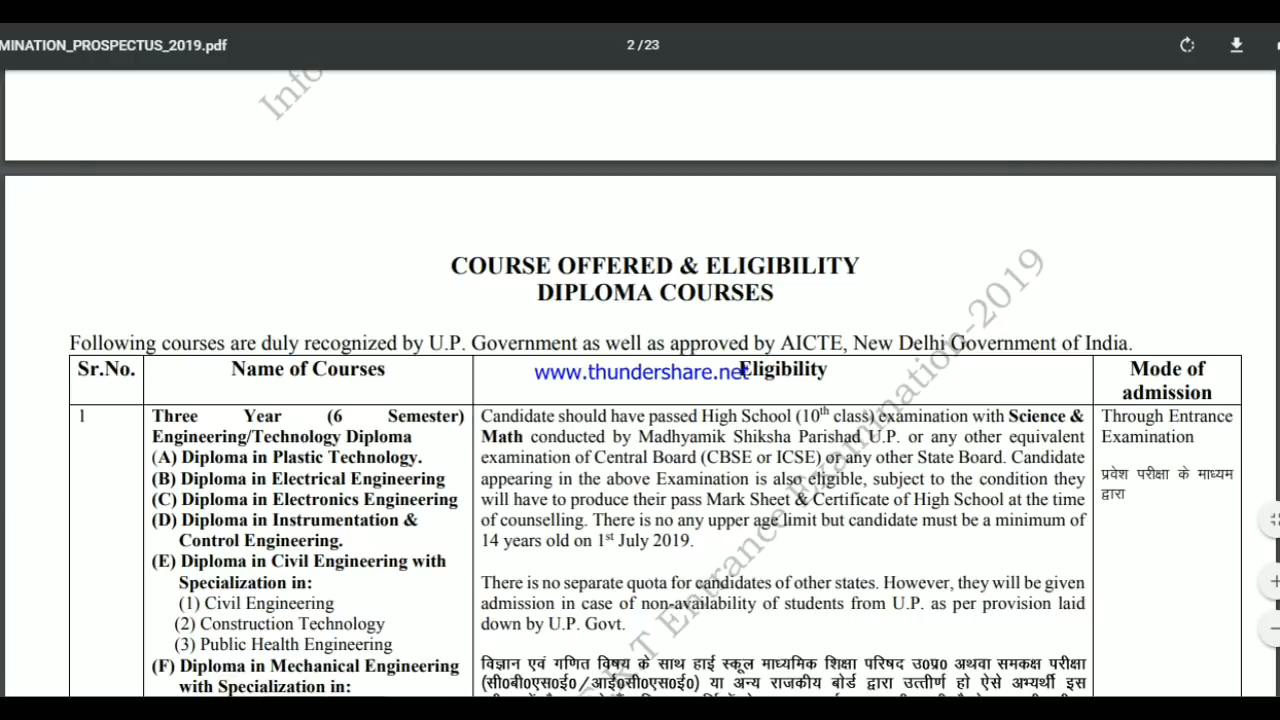 MINATION_PROSPECTUS_2019.pdf
2 / 23
COURSE OFFERED & ELIGIBILITY
DIPLOMA COURSES
Following courses are duly recognized by U.P. Government as well as approved by AICTE, New Delhi Government of India.
Sr.No.
Name of Courses
www.thundershare.net
Eligibility
Mode of
admission
1
Three Year (6 Semester)
Engineering/Technology Diploma
(A) Diploma in Plastic Technology.
(B) Diploma in Electrical Engineering
(C) Diploma in Electronics Engineering
(D) Diploma in Instrumentation &
Control Engineering.
(E) Diploma in Civil Engineering with
Specialization in:
(1) Civil Engineering
(2) Construction Technology
(3) Public Health Engineering
(F) Diploma in Mechanical Engineering
with Specialization in:
Candidate should have passed High School (10th class) examination with Science &
Math conducted by Madhyamik Shiksha Parishad U.P. or any other equivalent
examination of Central Board (CBSE or ICSE) or any other State Board. Candidate
appearing in the above Examination is also eligible, subject to the condition they
will have to produce their pass Mark Sheet & Certificate of High School at the time
of counselling. There is no any upper age limit but candidate must be a minimum of
14 years old on 1st July 2019.
There is no separate quota for candidates of other states. However, they will be given
admission in case of non-availability of students from U.P. as per provision laid
down by U.P. Govt.
विज्ञान एवं गणित विषय के साथ हाई स्कूल माध्यमिक शिक्षा परिषद उ0प्र0 अथवा समकक्ष परीक्षा
(सी0बी0एस0ई0/आई0सी0एस0ई0) या अन्य राजकीय बोर्ड द्वारा उत्तीर्ण हो ऐसे अभ्यर्थी इस
Through Entrance
Examination
प्रवेश परीक्षा के माध्यम
द्वारा
Info
T Entrance Examination-2019